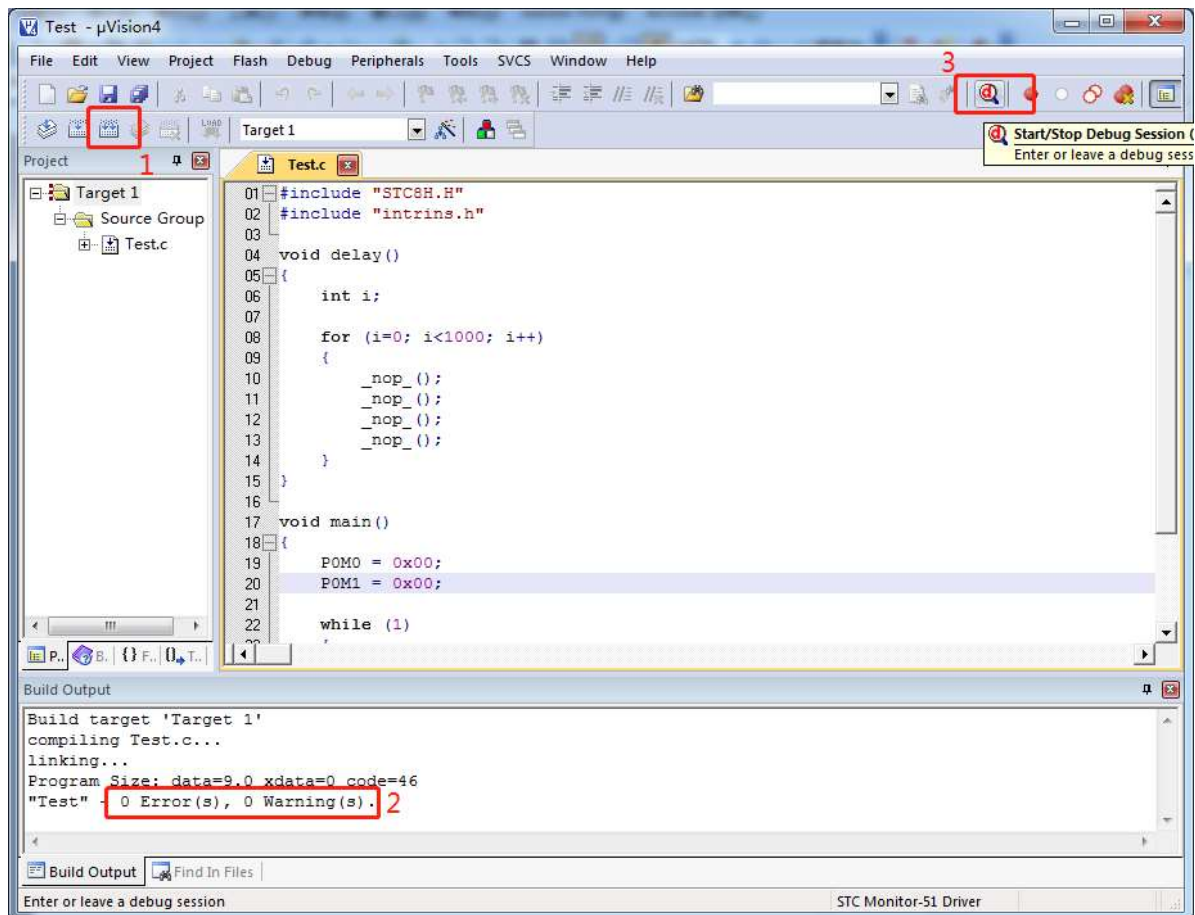 Test - µVision4
File Edit View Project Flash Debug Peripherals Tools SVCS Window Help
3
LOAD Target 1
Start/Stop Debug Session (
Enter or leave a debug sess
1
2
Project
Test.c
Target 1
Source Group
Test.c
01 #include "STC8H.H"
02 #include "intrins.h"
03
04 void delay()
05 {
06 int i;
07
08 for (i=0; i<1000; i++)
09 {
10 _nop_();
11 _nop_();
12 _nop_();
13 _nop_();
14 }
15 }
16
17 void main()
18 {
19 P0M0 = 0x00;
20 P0M1 = 0x00;
21
22 while (1)
P.. B. {} F.. 0 T..
Build Output
Build target 'Target 1'
compiling Test.c...
linking...
Program Size: data=9.0 xdata=0 code=46
"Test" - 0 Error(s), 0 Warning(s).
Build Output Find In Files
Enter or leave a debug session STC Monitor-51 Driver